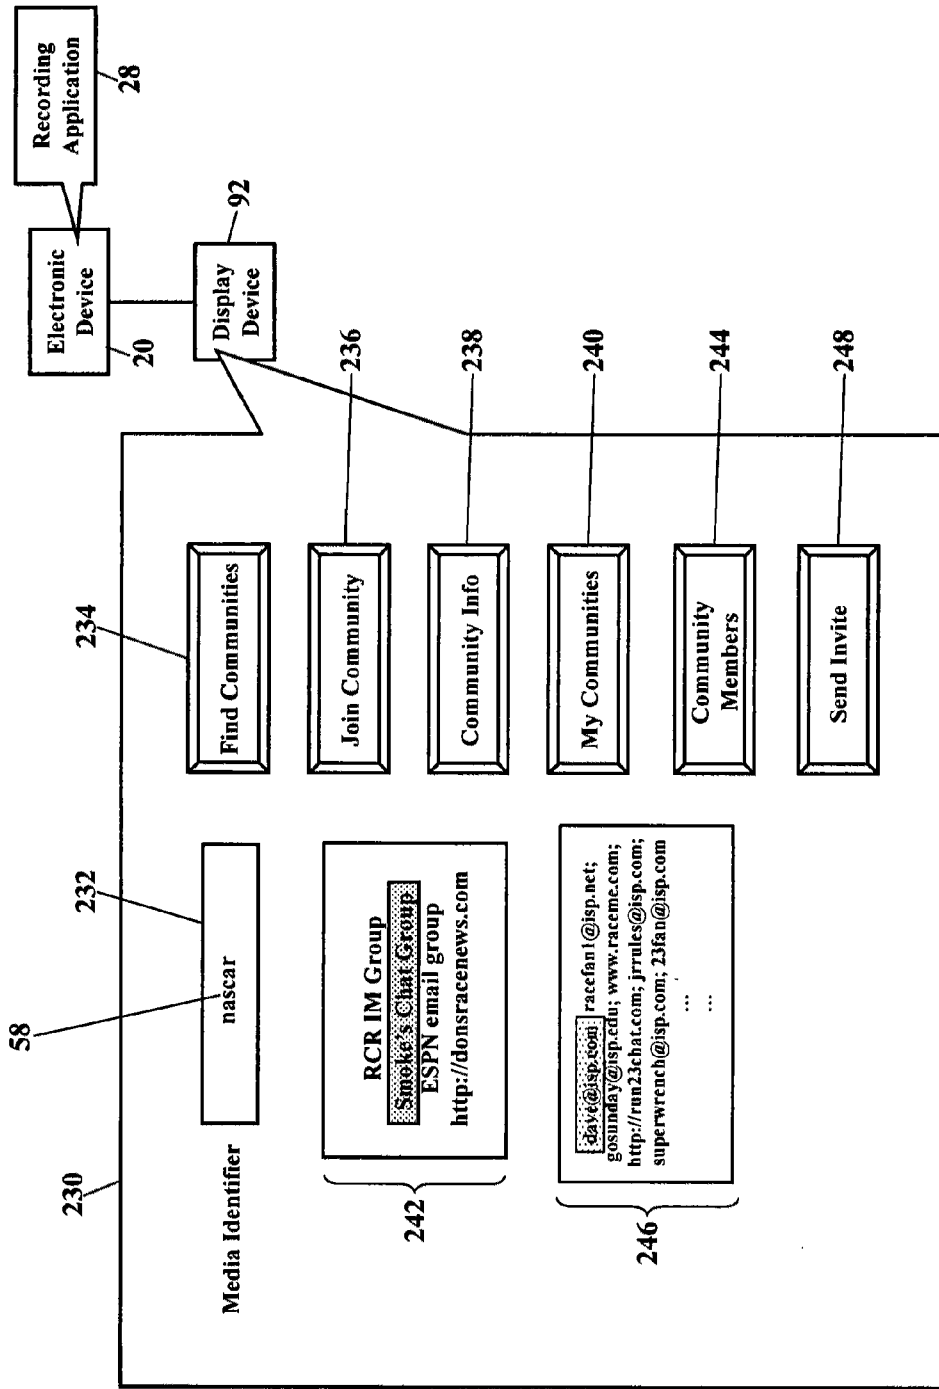 Electronic
Device
20
Recording
Application
28
Display
Device
92
230
Media Identifier
58
nascar
232
234
Find Communities
Join Community
236
Community Info
238
My Communities
240
Community
Members
244
Send Invite
248
RCR IM Group
Smoke's Chat Group
ESPN email group
http://donsracenews.com
242
dave@isp.com racefan1@isp.net;
gosunday@isp.edu; www.raceme.com;
http://run23chat.com; jrrules@isp.com;
superwrench@isp.com; 23fan@isp.com
...
...
246